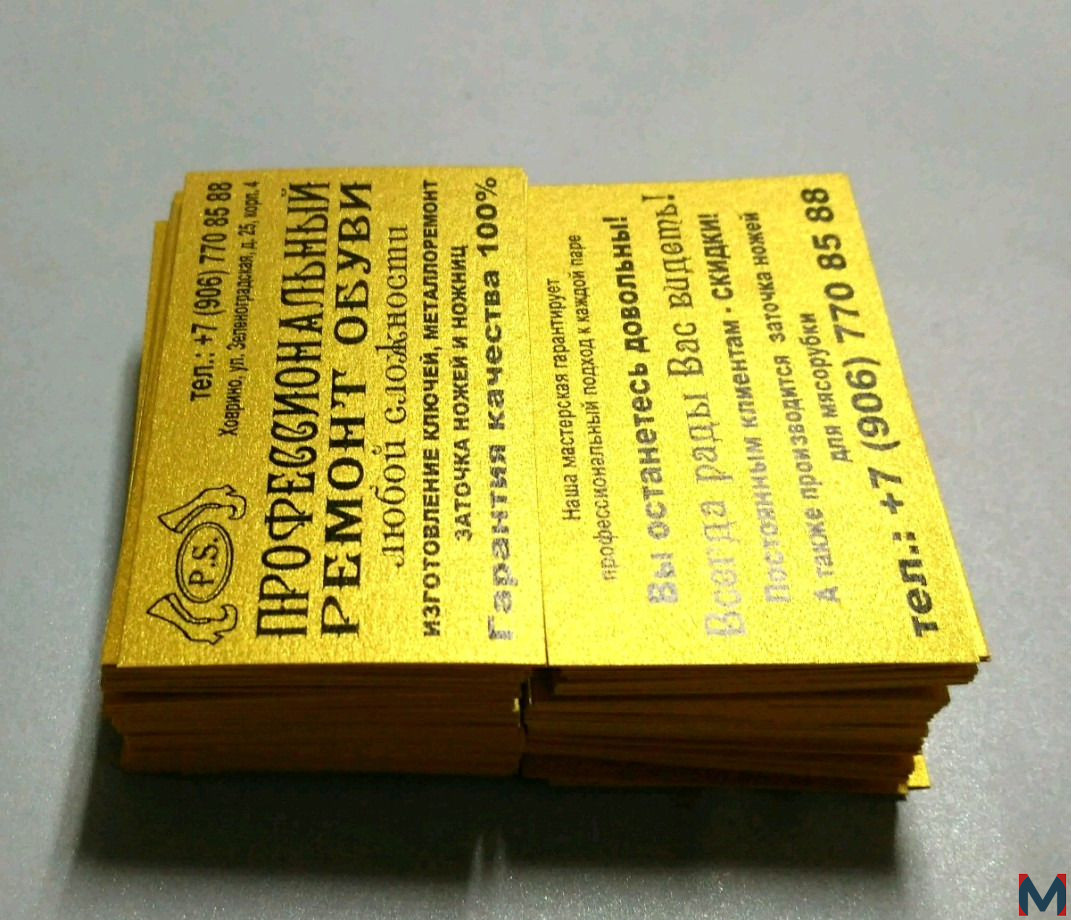 P.S.
тел.: +7 (906) 770 85 88
Ховрино, ул. Зеленоградская, д. 25, корп. 4
ПРОФЕССИОНАЛЬНЫЙ
РЕМОНТ ОБУВИ
любой сложности
ИЗГОТОВЛЕНИЕ КЛЮЧЕЙ, МЕТАЛЛОРЕМОНТ
ЗАТОЧКА НОЖЕЙ И НОЖНИЦ
Гарантия качества 100%
Наша мастерская гарантирует
профессиональный подход к каждой паре
Вы останетесь довольны!
Всегда рады Вас видеть!
Постоянным клиентам - СКИДКИ!
А также производится заточка ножей
для мясорубки
тел.: +7 (906) 770 85 88
M